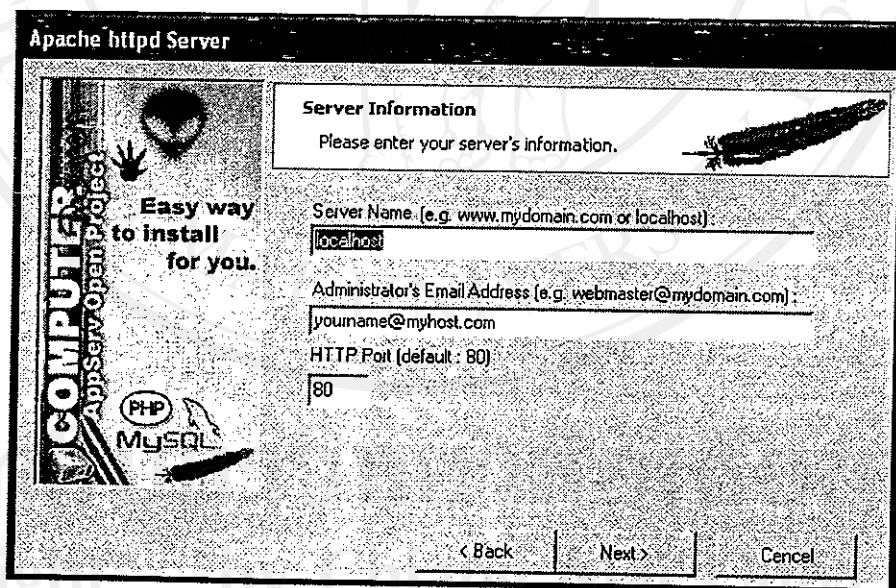 Apache httpd Server
COMPUTER
AppServ Open Project
Easy way
to install
for you.
PHP
MySQL
Server Information
Please enter your server's information.
Server Name (e.g. www.mydomain.com or localhost) :
localhost
Administrator's Email Address (e.g. webmaster@mydomain.com) :
yourname@myhost.com
HTTP Port (default : 80)
80
< Back
Next >
Cencel